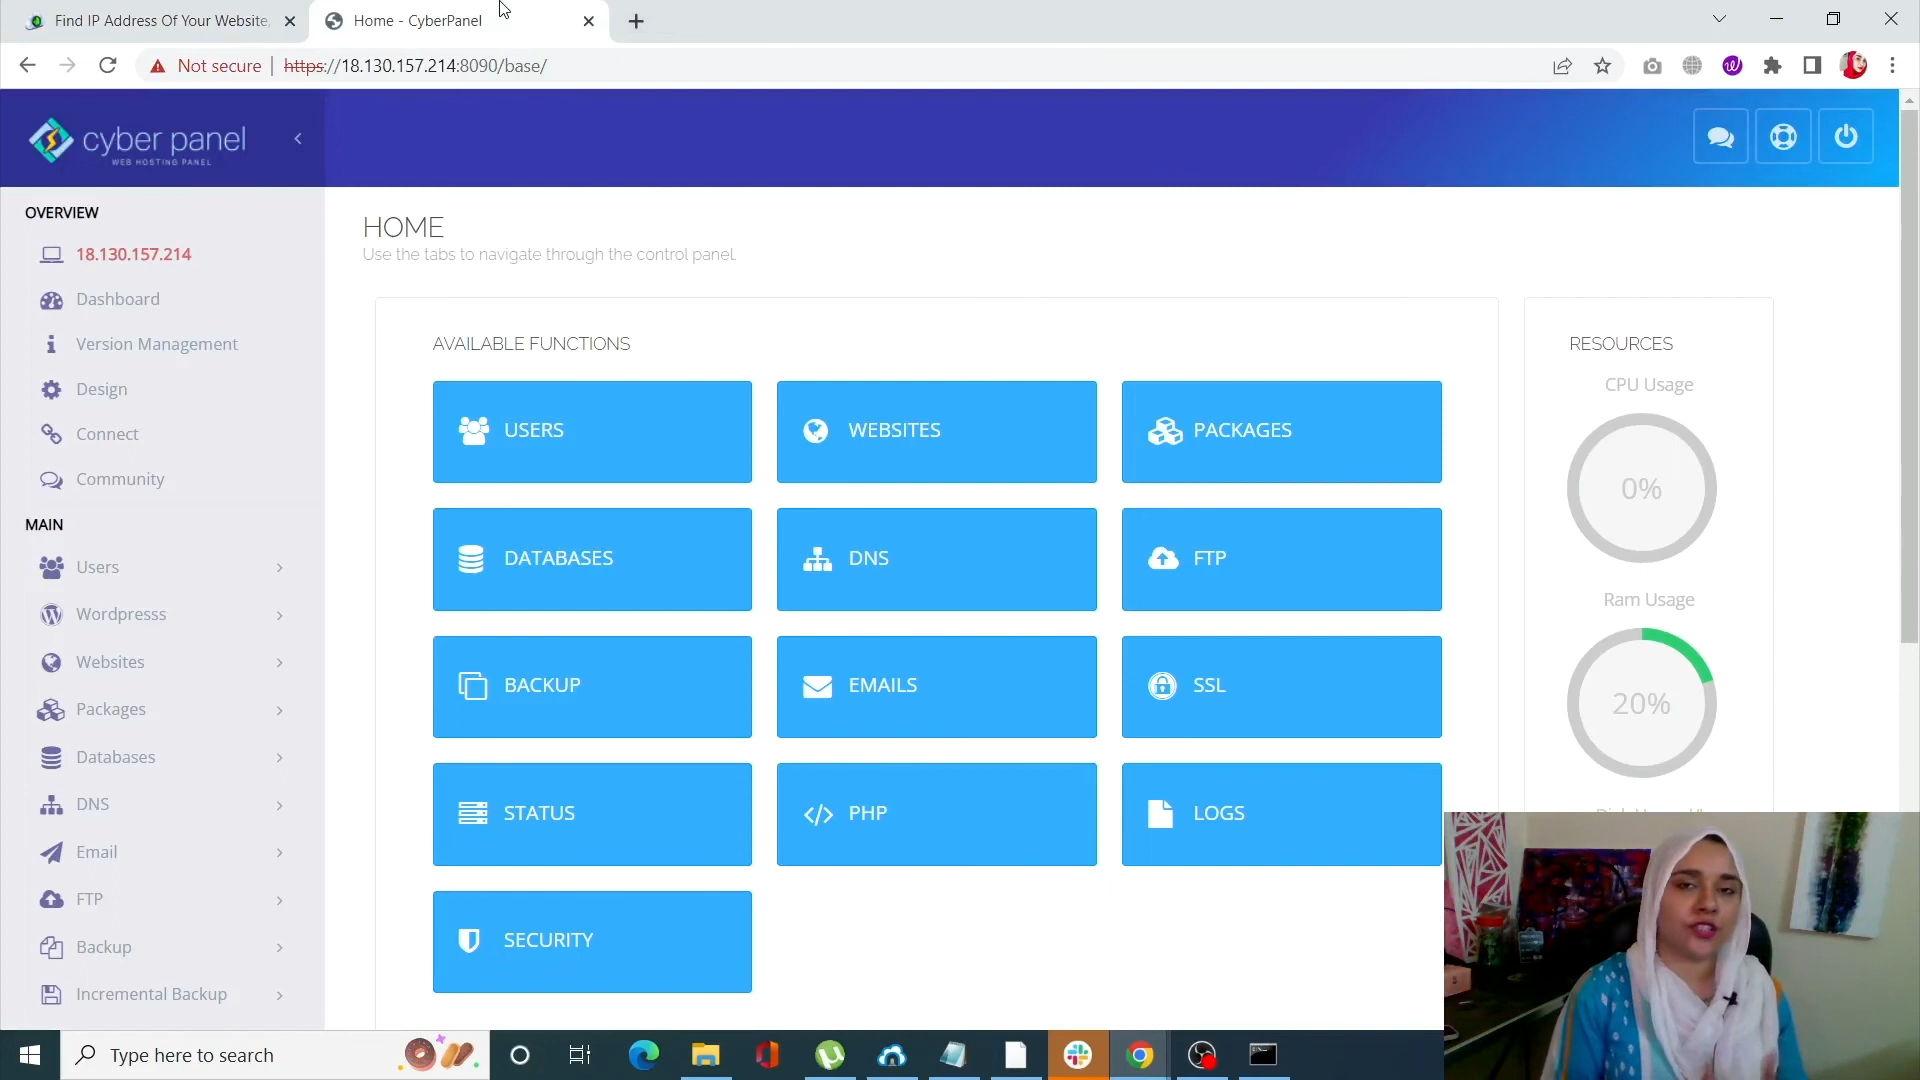 Find IP Address Of Your Website,
Home - CyberPanel
Not secure | https://18.130.157.214:8090/base/
cyber panel
WEB HOSTING PANEL
OVERVIEW
18.130.157.214
Dashboard
Version Management
Design
Connect
Community
MAIN
Users
Wordpresss
Websites
Packages
Databases
DNS
Email
FTP
Backup
Incremental Backup
HOME
Use the tabs to navigate through the control panel.
AVAILABLE FUNCTIONS
USERS
WEBSITES
PACKAGES
DATABASES
DNS
FTP
BACKUP
EMAILS
SSL
STATUS
PHP
LOGS
SECURITY
RESOURCES
CPU Usage
0%
Ram Usage
20%
Type here to search